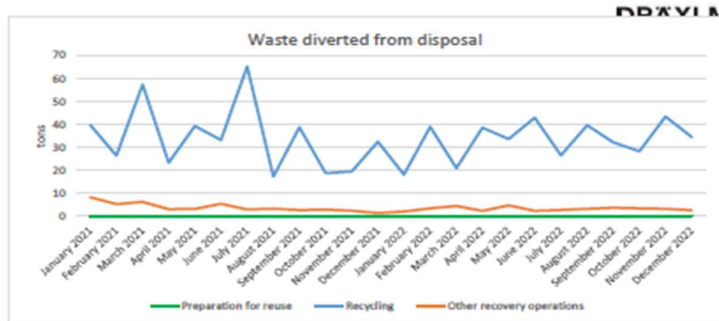 Waste diverted from disposal
70
60
50
40
30
20
10
0
tons
January 2021
February 2021
March 2021
April 2021
May 2021
June 2021
July 2021
August 2021
September 2021
October 2021
November 2021
December 2021
January 2022
February 2022
March 2022
April 2022
May 2022
June 2022
July 2022
August 2022
September 2022
October 2022
November 2022
December 2022
Preparation for reuse
Recycling
Other recovery operations